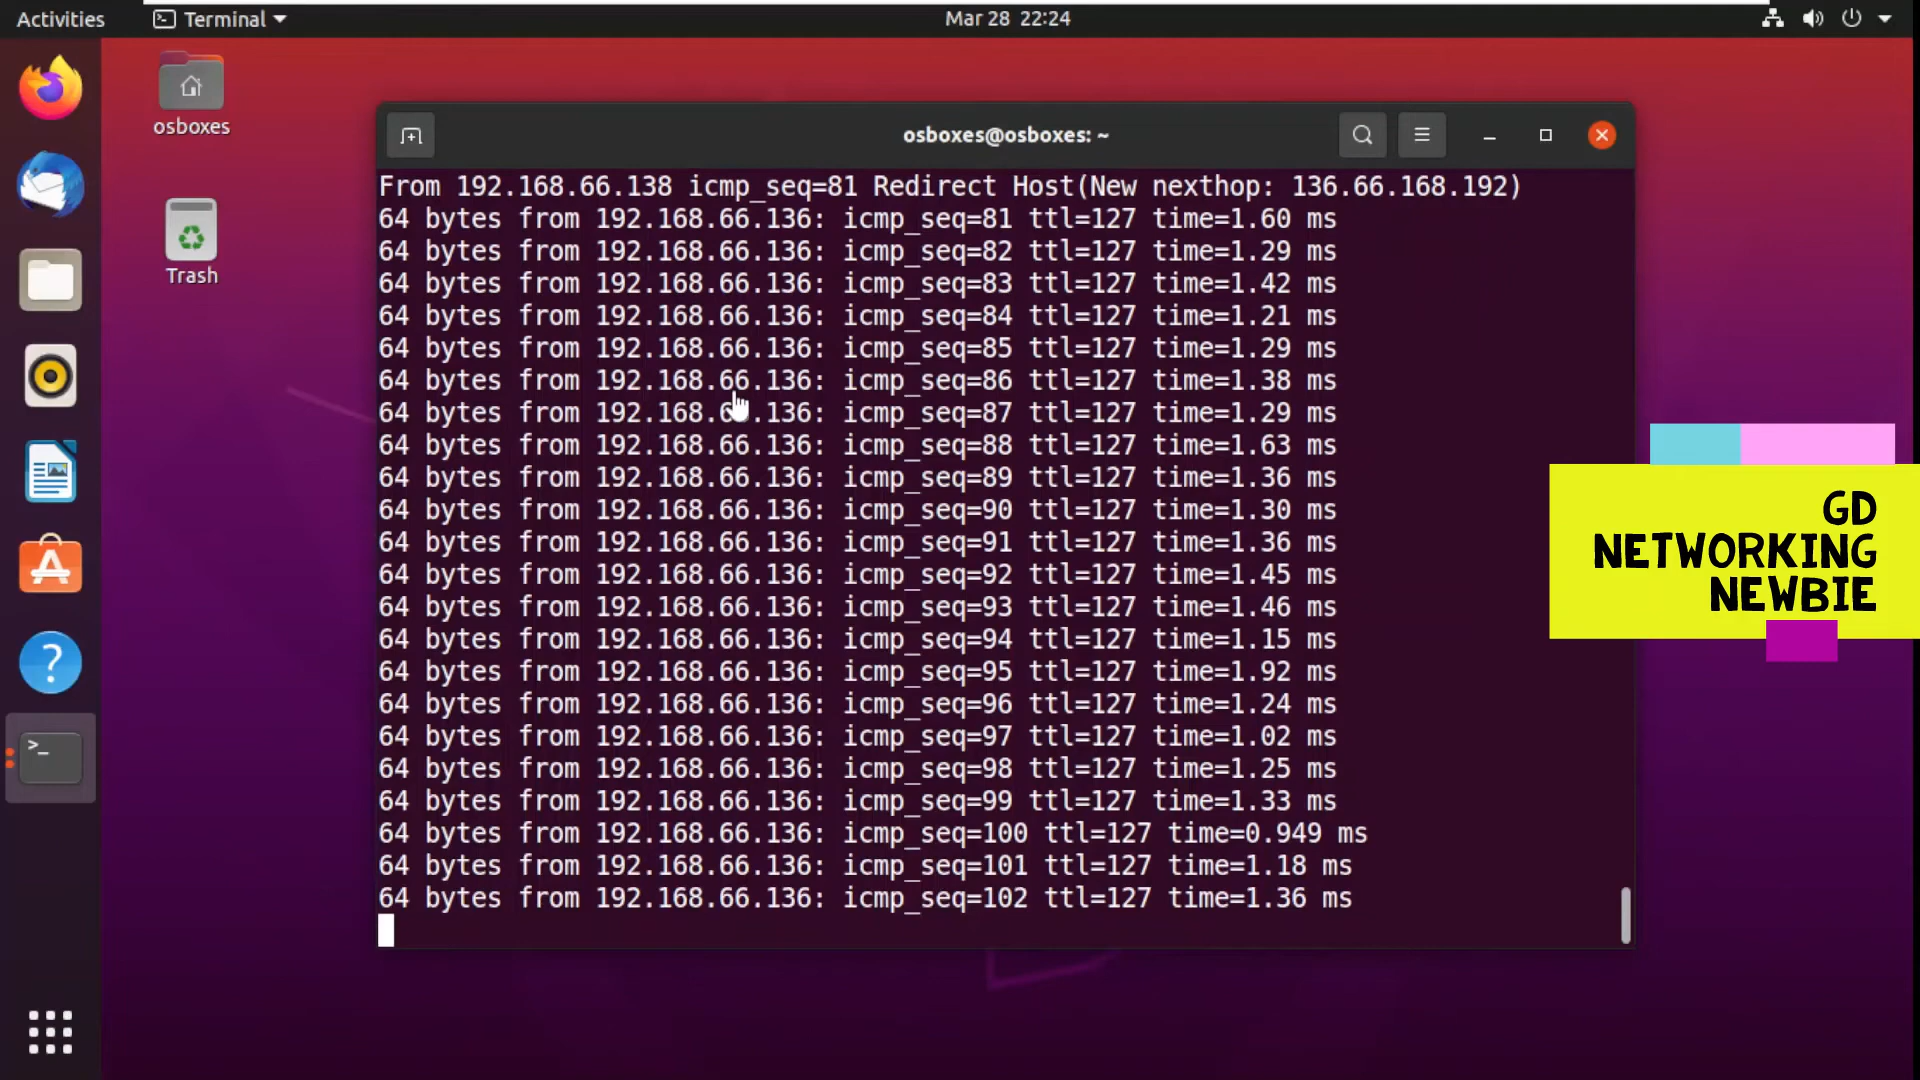 Activities
Terminal
Mar 28 22:24
osboxes
Trash
osboxes@osboxes: ~
From 192.168.66.138 icmp_seq=81 Redirect Host(New nexthop: 136.66.168.192)
64 bytes from 192.168.66.136: icmp_seq=81 ttl=127 time=1.60 ms
64 bytes from 192.168.66.136: icmp_seq=82 ttl=127 time=1.29 ms
64 bytes from 192.168.66.136: icmp_seq=83 ttl=127 time=1.42 ms
64 bytes from 192.168.66.136: icmp_seq=84 ttl=127 time=1.21 ms
64 bytes from 192.168.66.136: icmp_seq=85 ttl=127 time=1.29 ms
64 bytes from 192.168.66.136: icmp_seq=86 ttl=127 time=1.38 ms
64 bytes from 192.168.66.136: icmp_seq=87 ttl=127 time=1.29 ms
64 bytes from 192.168.66.136: icmp_seq=88 ttl=127 time=1.63 ms
64 bytes from 192.168.66.136: icmp_seq=89 ttl=127 time=1.36 ms
64 bytes from 192.168.66.136: icmp_seq=90 ttl=127 time=1.30 ms
64 bytes from 192.168.66.136: icmp_seq=91 ttl=127 time=1.36 ms
64 bytes from 192.168.66.136: icmp_seq=92 ttl=127 time=1.45 ms
64 bytes from 192.168.66.136: icmp_seq=93 ttl=127 time=1.46 ms
64 bytes from 192.168.66.136: icmp_seq=94 ttl=127 time=1.15 ms
64 bytes from 192.168.66.136: icmp_seq=95 ttl=127 time=1.92 ms
64 bytes from 192.168.66.136: icmp_seq=96 ttl=127 time=1.24 ms
64 bytes from 192.168.66.136: icmp_seq=97 ttl=127 time=1.02 ms
64 bytes from 192.168.66.136: icmp_seq=98 ttl=127 time=1.25 ms
64 bytes from 192.168.66.136: icmp_seq=99 ttl=127 time=1.33 ms
64 bytes from 192.168.66.136: icmp_seq=100 ttl=127 time=0.949 ms
64 bytes from 192.168.66.136: icmp_seq=101 ttl=127 time=1.18 ms
64 bytes from 192.168.66.136: icmp_seq=102 ttl=127 time=1.36 ms
GD
NETWORKING
NEWBIE